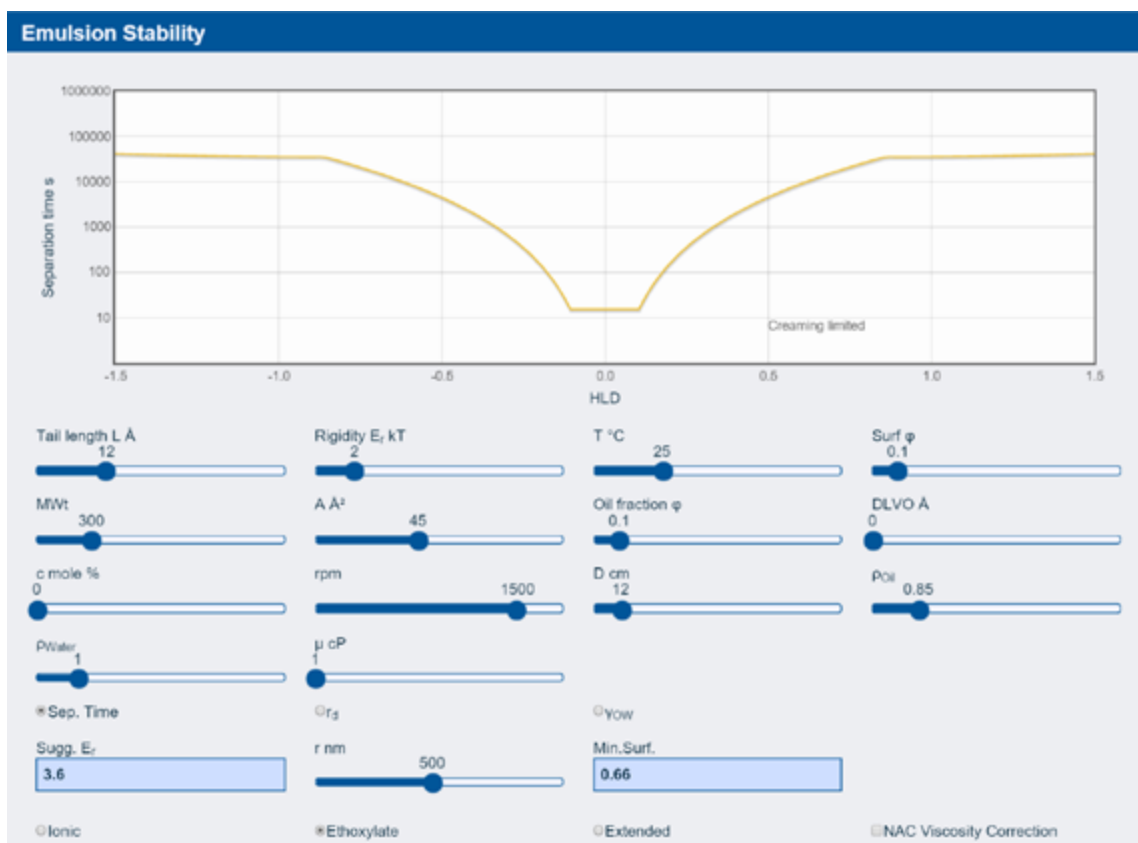 Emulsion Stability
1000000
100000
10000
1000
100
10
Separation time s
Creaming limited
-1.5 -1.0 -0.5 0.0 0.5 1.0 1.5
HLD
Tail length L Å Rigidity Er kT T °C Surf φ
12 2 25 0.1
MWt A Å² Oil fraction φ DLVO Å
300 45 0.1 0
c mole % rpm D cm ρOil
0 1500 12 0.85
ρWater μ cP
1 1
Sep. Time rd γOW
Sugg. Er r nm Min.Surf.
3.6 500 0.66
Ionic Ethoxylate Extended NAC Viscosity Correction